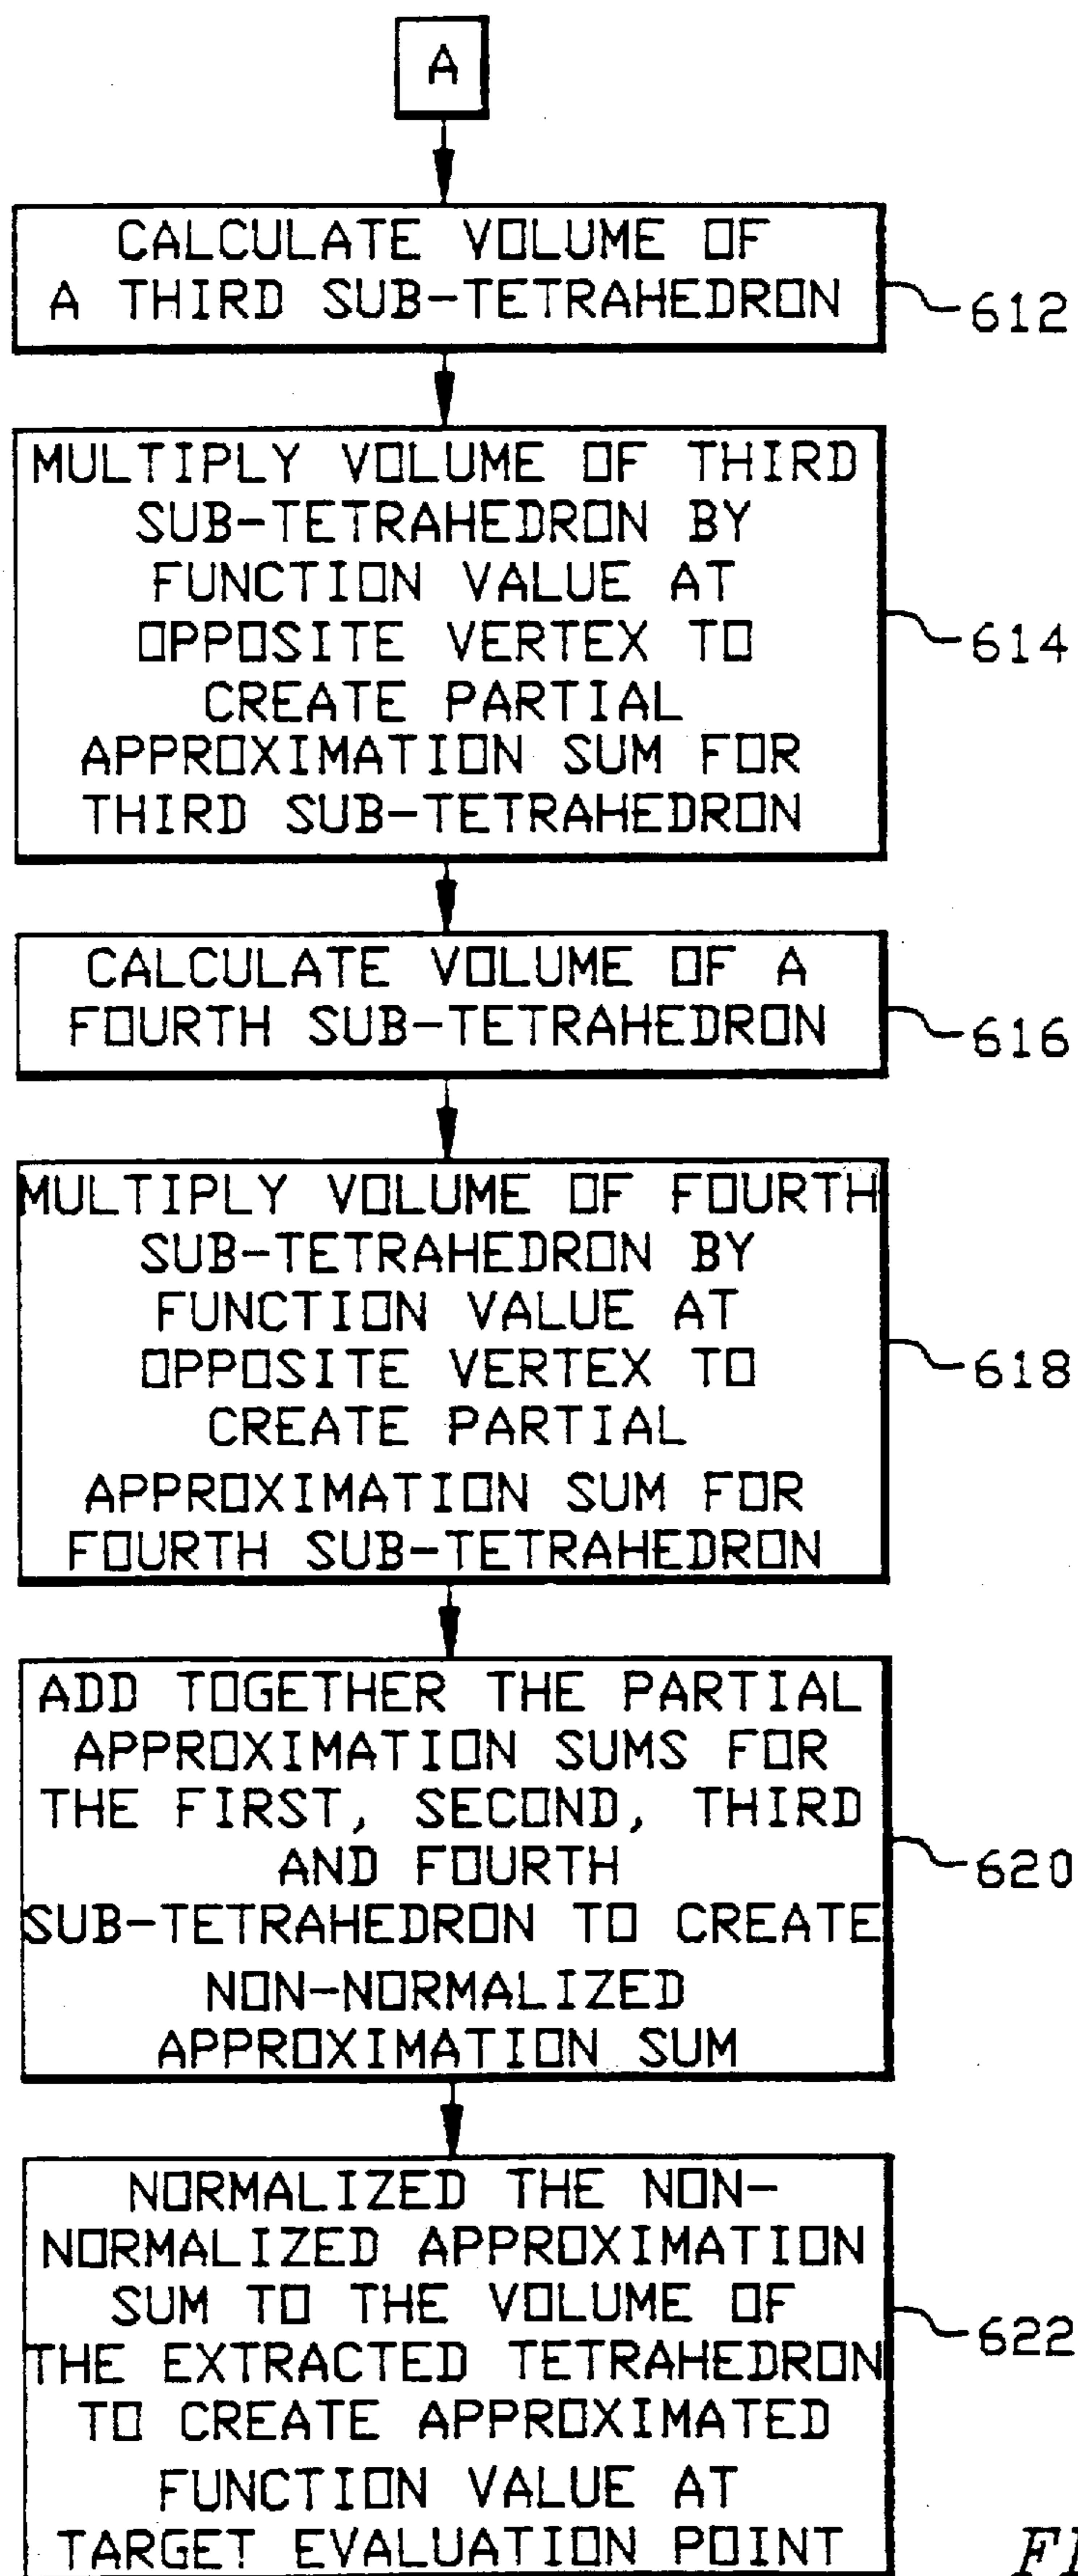 A
CALCULATE VOLUME OF
A THIRD SUB-TETRAHEDRON
612
MULTIPLY VOLUME OF THIRD
SUB-TETRAHEDRON BY
FUNCTION VALUE AT
OPPOSITE VERTEX TO
CREATE PARTIAL
APPROXIMATION SUM FOR
THIRD SUB-TETRAHEDRON
614
CALCULATE VOLUME OF A
FOURTH SUB-TETRAHEDRON
616
MULTIPLY VOLUME OF FOURTH
SUB-TETRAHEDRON BY
FUNCTION VALUE AT
OPPOSITE VERTEX TO
CREATE PARTIAL
APPROXIMATION SUM FOR
FOURTH SUB-TETRAHEDRON
618
ADD TOGETHER THE PARTIAL
APPROXIMATION SUMS FOR
THE FIRST, SECOND, THIRD
AND FOURTH
SUB-TETRAHEDRON TO CREATE
NON-NORMALIZED
APPROXIMATION SUM
620
NORMALIZED THE NON-
NORMALIZED APPROXIMATION
SUM TO THE VOLUME OF
THE EXTRACTED TETRAHEDRON
TO CREATE APPROXIMATED
FUNCTION VALUE AT
TARGET EVALUATION POINT
622